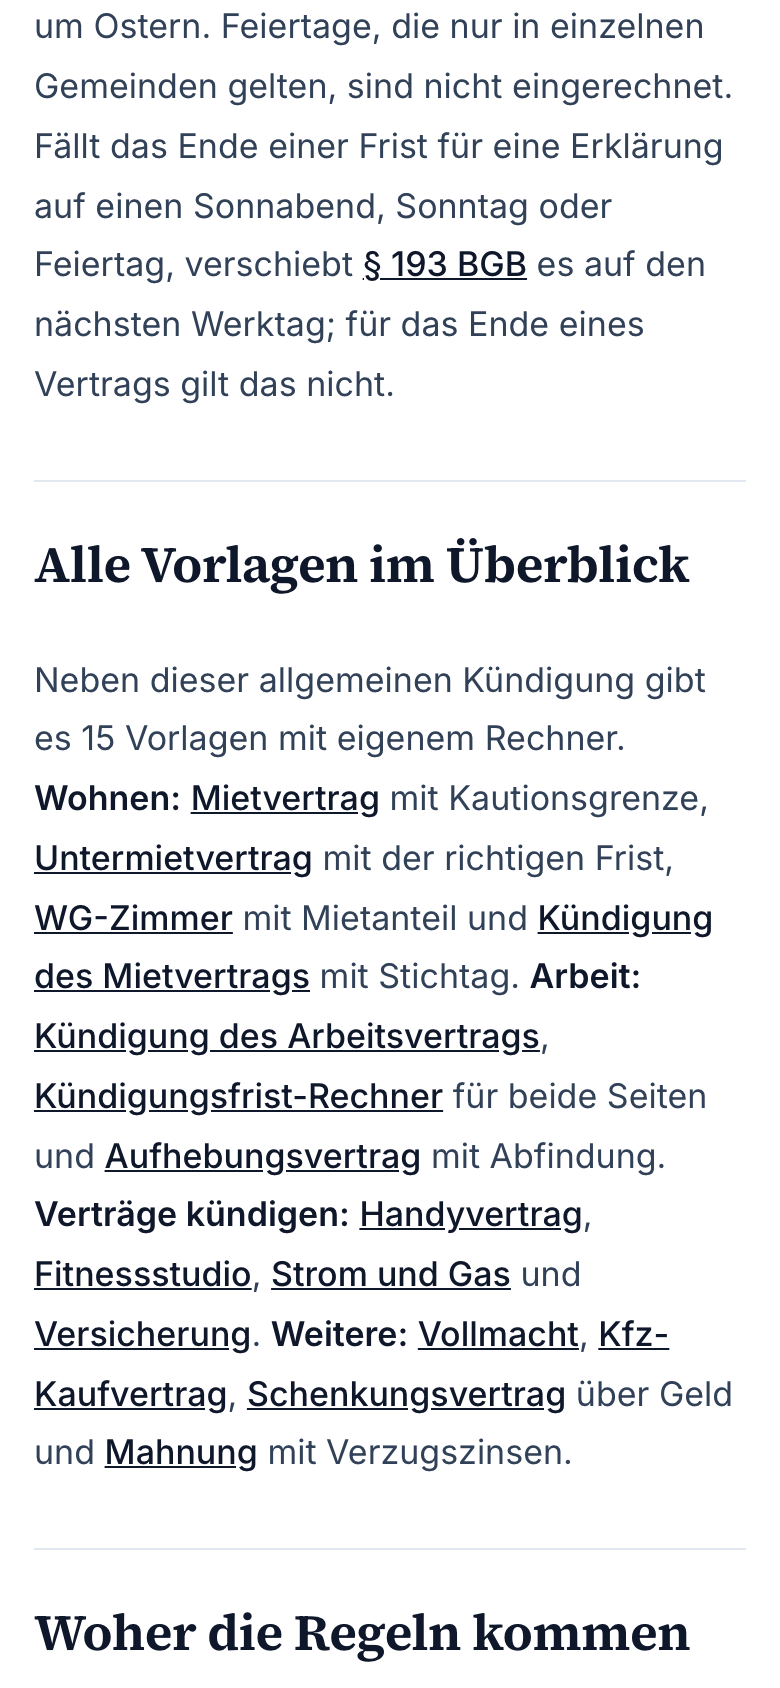 um Ostern. Feiertage, die nur in einzelnen
Gemeinden gelten, sind nicht eingerechnet.
Fällt das Ende einer Frist für eine Erklärung
auf einen Sonnabend, Sonntag oder
Feiertag, verschiebt § 193 BGB es auf den
nächsten Werktag; für das Ende eines
Vertrags gilt das nicht.
Alle Vorlagen im Überblick
Neben dieser allgemeinen Kündigung gibt
es 15 Vorlagen mit eigenem Rechner.
Wohnen: Mietvertrag mit Kautionsgrenze,
Untermietvertrag mit der richtigen Frist,
WG-Zimmer mit Mietanteil und Kündigung
des Mietvertrags mit Stichtag. Arbeit:
Kündigung des Arbeitsvertrags,
Kündigungsfrist-Rechner für beide Seiten
und Aufhebungsvertrag mit Abfindung.
Verträge kündigen: Handyvertrag,
Fitnessstudio, Strom und Gas und
Versicherung. Weitere: Vollmacht, Kfz-
Kaufvertrag, Schenkungsvertrag über Geld
und Mahnung mit Verzugszinsen.
Woher die Regeln kommen